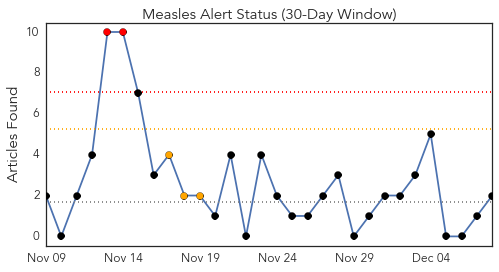 Measles Alert Status (30-Day Window)
Articles Found
10
8
6
4
2
0
Nov 09 Nov 14 Nov 19 Nov 24 Nov 29 Dec 04